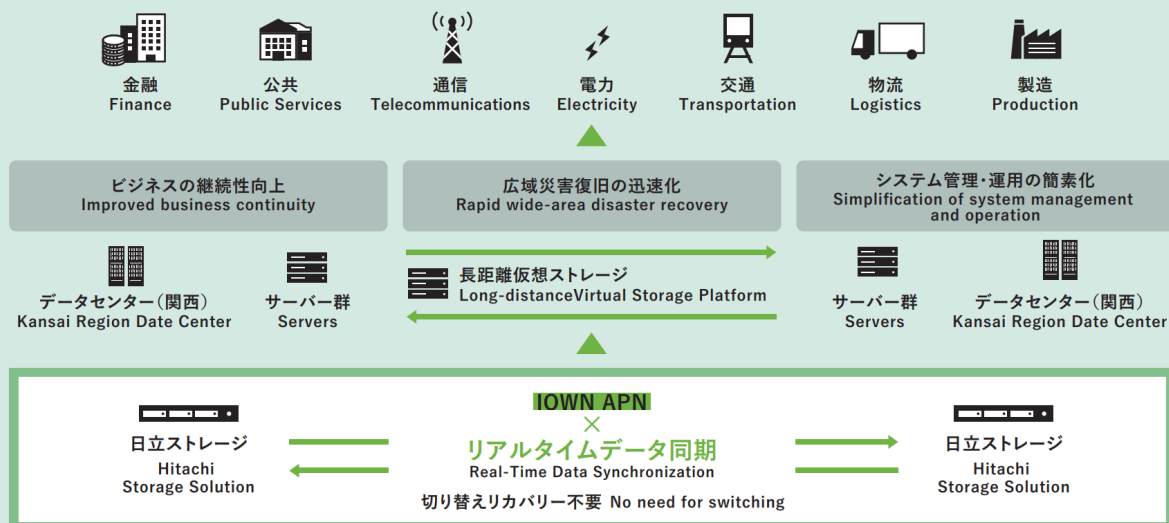 金融
Finance
公共
Public Services
通信
Telecommunications
電力
Electricity
交通
Transportation
物流
Logistics
製造
Production
ビジネスの継続性向上
Improved business continuity
広域災害復旧の迅速化
Rapid wide-area disaster recovery
システム管理・運用の簡素化
Simplification of system management
and operation
データセンター（関西）
Kansai Region Date Center
サーバー群
Servers
長距離仮想ストレージ
Long-distanceVirtual Storage Platform
サーバー群
Servers
データセンター（関西）
Kansai Region Date Center
日立ストレージ
Hitachi
Storage Solution
IOWN APN
×
リアルタイムデータ同期
Real-Time Data Synchronization
切り替えリカバリー不要 No need for switching
日立ストレージ
Hitachi
Storage Solution